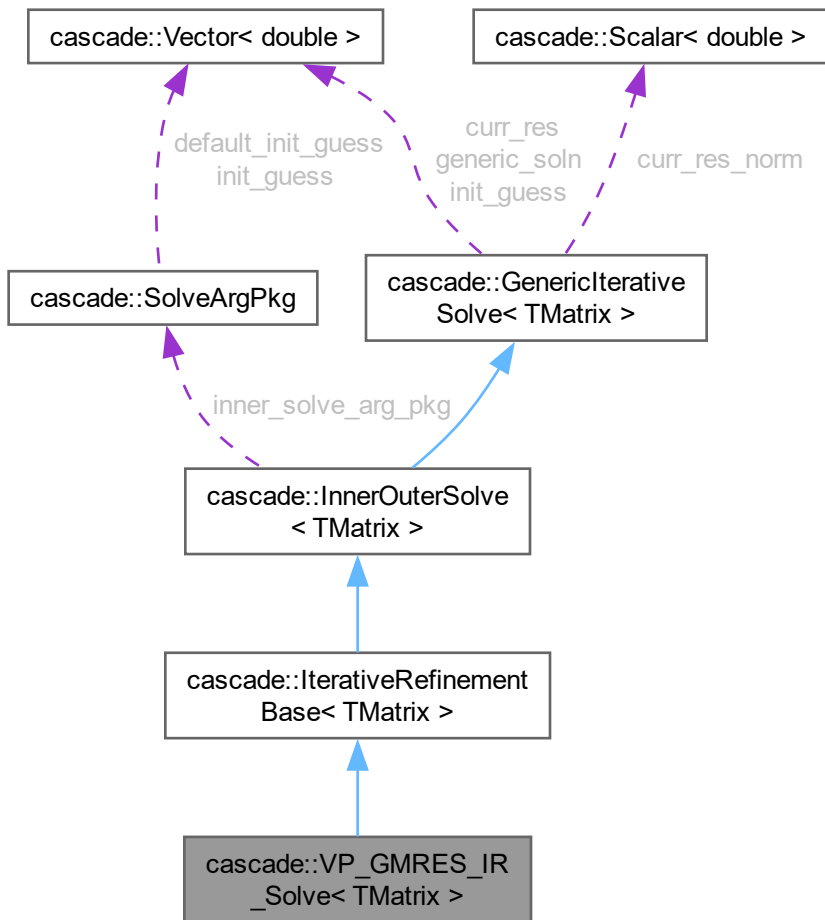 cascade::Vector< double >
cascade::Scalar< double >
default_init_guess
init_guess
curr_res
generic_soln
init_guess
curr_res_norm
cascade::SolveArgPkg
cascade::GenericIterative
Solve< TMatrix >
inner_solve_arg_pkg
cascade::InnerOuterSolve
< TMatrix >
cascade::IterativeRefinement
Base< TMatrix >
cascade::VP_GMRES_IR
_Solve< TMatrix >